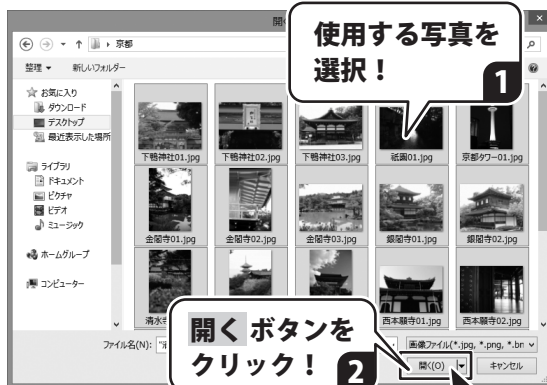 開
使用する写真を
選択!
1
京都
整理 ▼ 新しいフォルダー
お気に入り
ダウンロード
デスクトップ
最近表示した場所
ライブラリ
ドキュメント
ピクチャ
ビデオ
ミュージック
ホームグループ
コンピューター
下鴨神社01.jpg 下鴨神社02.jpg 下鴨神社03.jpg 祇園01.jpg 京都タワー01.jpg
金閣寺01.jpg 金閣寺02.jpg 金閣寺03.jpg 銀閣寺01.jpg 銀閣寺02.jpg
清水寺 西本願寺01.jpg 西本願寺02.jpg
開く ボタンを
クリック!
2
ファイル名(N): 画像ファイル(*.jpg, *.png, *.bn
開く(O) キャンセル